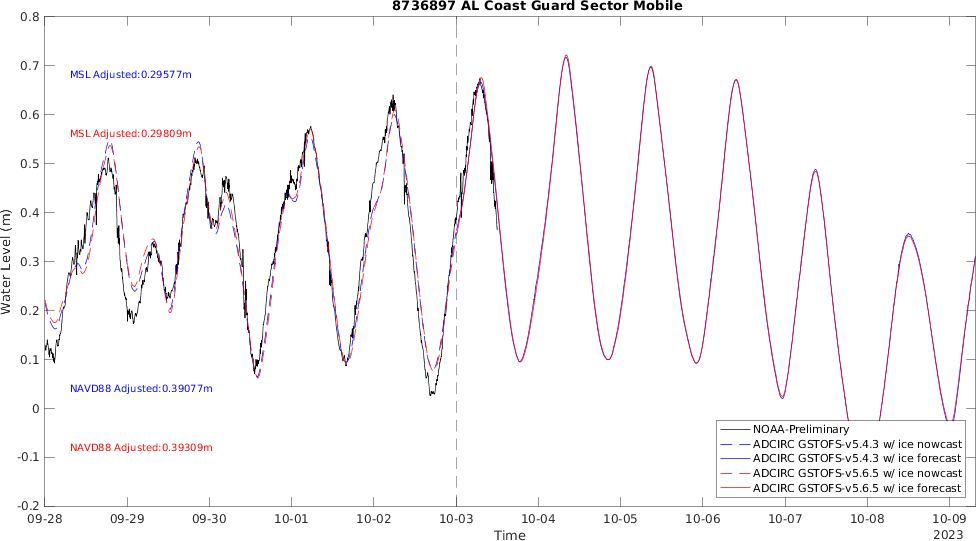 8736897 AL Coast Guard Sector Mobile
0.8
0.7
0.6
0.5
0.4
0.3
0.2
0.1
0
-0.1
-0.2
Water Level (m)
MSL Adjusted:0.29577m
MSL Adjusted:0.29809m
NAVD88 Adjusted:0.39077m
NAVD88 Adjusted:0.39309m
NOAA-Preliminary
ADCIRC GSTOFS-v5.4.3 w/ ice nowcast
ADCIRC GSTOFS-v5.4.3 w/ ice forecast
ADCIRC GSTOFS-v5.6.5 w/ ice nowcast
ADCIRC GSTOFS-v5.6.5 w/ ice forecast
09-28 09-29 09-30 10-01 10-02 10-03 10-04 10-05 10-06 10-07 10-08 10-09
2023
Time